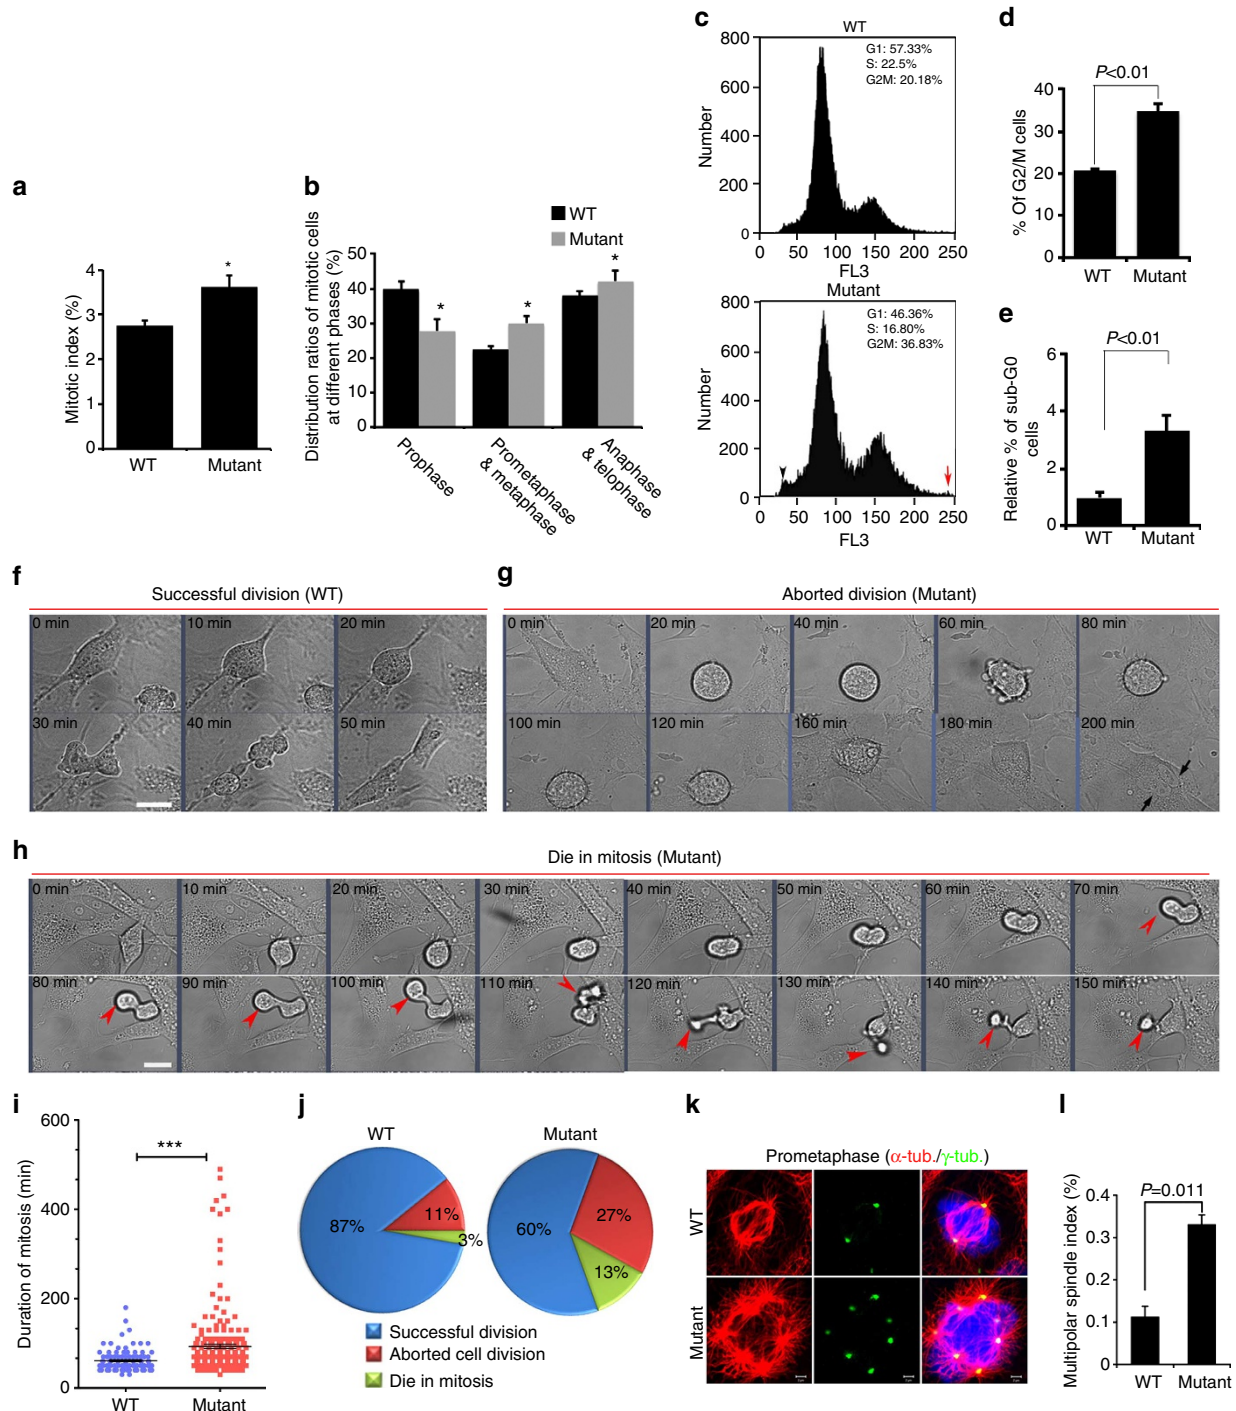 a
Mitotic index (%)
4
3
2
1
0
*
WT
Mutant
b
Distribution ratios of mitotic cells
at different phases (%)
WT
Mutant
50
40
30
20
10
0
*
*
*
Prophase
Prometaphase
& metaphase
Anaphase
& telophase
c
WT
Number
800
600
400
200
0
G1: 57.33%
S: 22.5%
G2M: 20.18%
0 50 100 150 200 250
FL3
Mutant
Number
800
600
400
200
0
G1: 46.36%
S: 16.80%
G2M: 36.83%
0 50 100 150 200 250
FL3
d
% Of G2/M cells
40
30
20
10
0
P<0.01
WT
Mutant
e
Relative % of sub-G0
cells
6
4
2
0
P<0.01
WT
Mutant
f
Successful division (WT)
0 min
10 min
20 min
30 min
40 min
50 min
g
Aborted division (Mutant)
0 min
20 min
40 min
60 min
80 min
100 min
120 min
160 min
180 min
200 min
h
Die in mitosis (Mutant)
0 min
10 min
20 min
30 min
40 min
50 min
60 min
70 min
80 min
90 min
100 min
110 min
120 min
130 min
140 min
150 min
i
Duration of mitosis (min)
600
400
200
0
***
WT
Mutant
j
WT
87%
11%
3%
Mutant
60%
27%
13%
Successful division
Aborted cell division
Die in mitosis
k
Prometaphase (α-tub./γ-tub.)
WT
Mutant
l
Multipolar spindle index (%)
0.4
0.3
0.2
0.1
0
P=0.011
WT
Mutant